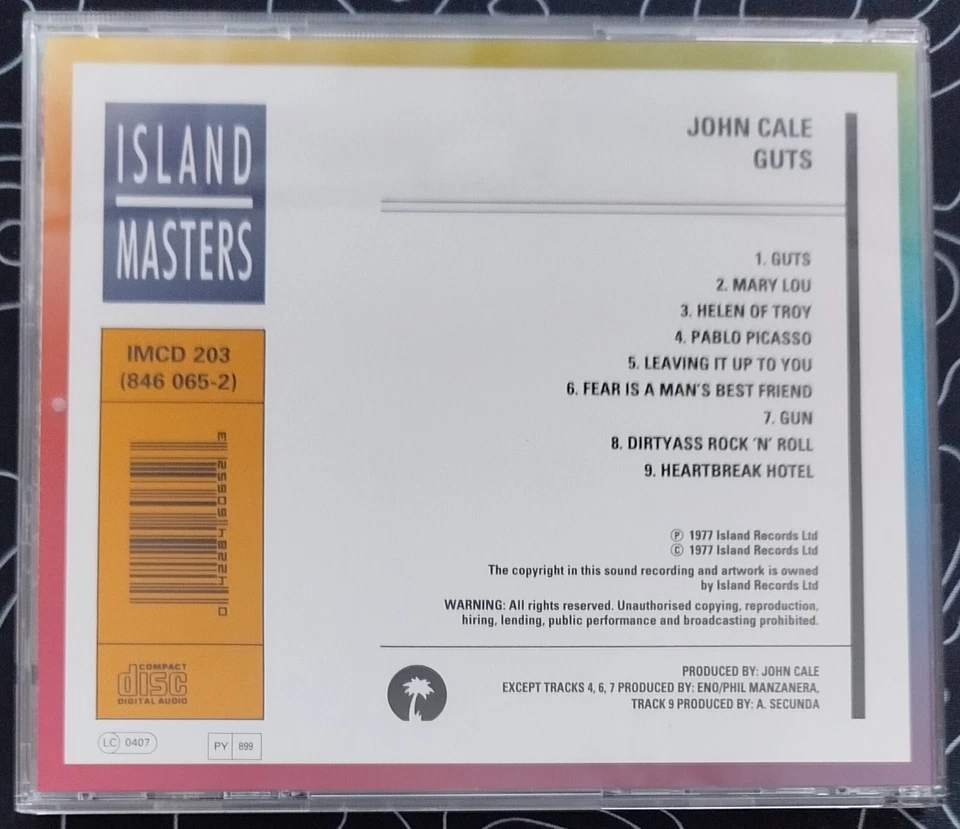 ISLAND
MASTERS
IMCD 203
(846 065-2)
COMPACT
disc
DIGITAL AUDIO
LC 0407
PY 899
JOHN CALE
GUTS
1. GUTS
2. MARY LOU
3. HELEN OF TROY
4. PABLO PICASSO
5. LEAVING IT UP TO YOU
6. FEAR IS A MAN'S BEST FRIEND
7. GUN
8. DIRTYASS ROCK 'N' ROLL
9. HEARTBREAK HOTEL
Ⓟ 1977 Island Records Ltd
© 1977 Island Records Ltd
The copyright in this sound recording and artwork is owned
by Island Records Ltd
WARNING: All rights reserved. Unauthorised copying, reproduction,
hiring, lending, public performance and broadcasting prohibited.
PRODUCED BY: JOHN CALE
EXCEPT TRACKS 4, 6, 7 PRODUCED BY: ENO/PHIL MANZANERA,
TRACK 9 PRODUCED BY: A. SECUNDA